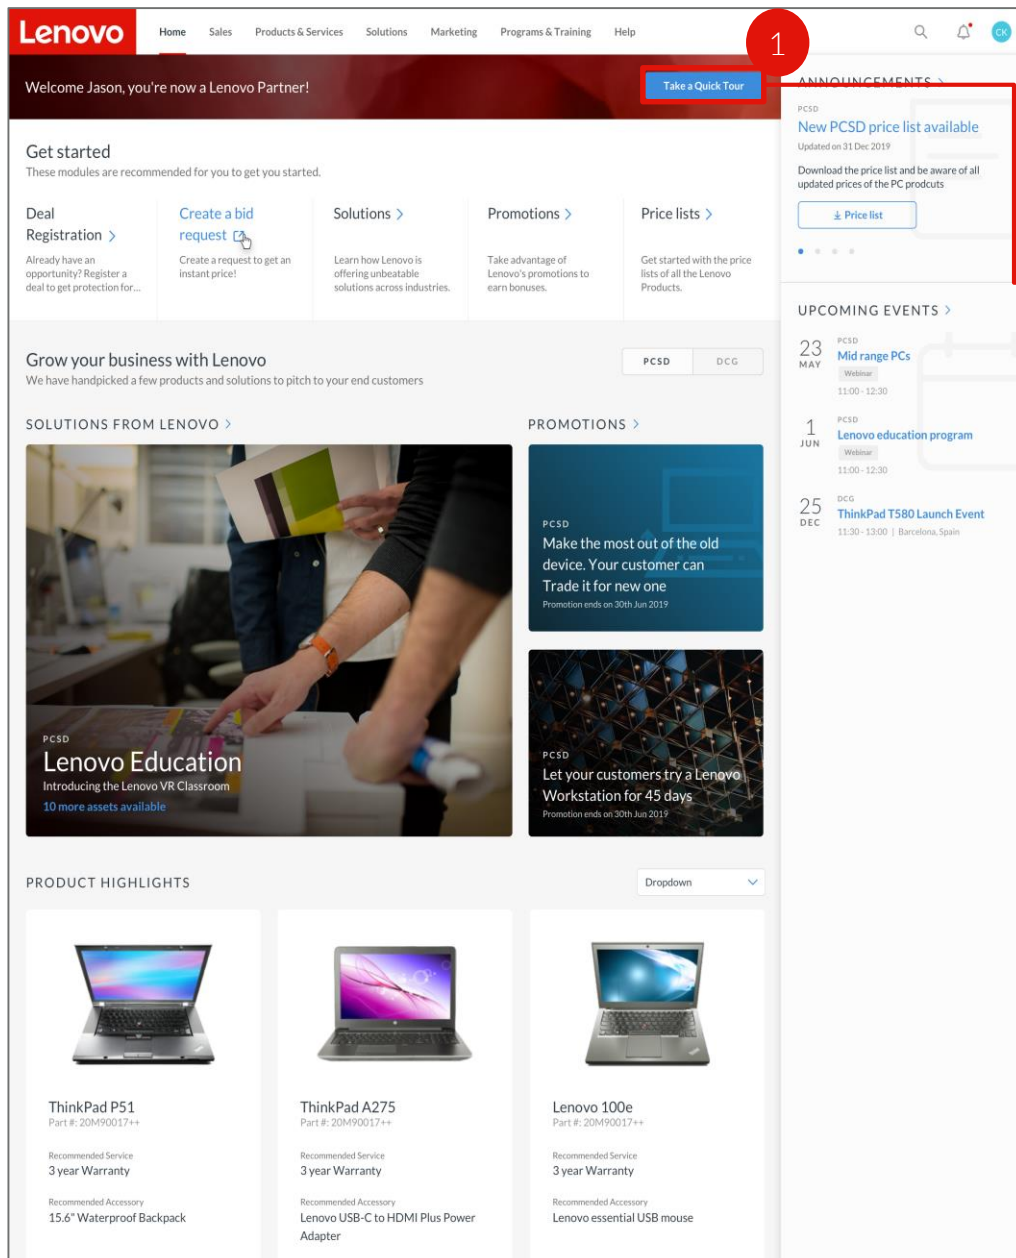 Lenovo
Home Sales Products & Services Solutions Marketing Programs & Training Help
CK
1
Welcome Jason, you're now a Lenovo Partner!
Take a Quick Tour
Get started
These modules are recommended for you to get you started.
Deal
Registration >
Already have an
opportunity? Register a
deal to get protection for...
Create a bid
request
Create a request to get an
instant price!
Solutions >
Learn how Lenovo is
offering unbeatable
solutions across industries.
Promotions >
Take advantage of
Lenovo's promotions to
earn bonuses.
Price lists >
Get started with the price
lists of all the Lenovo
Products.
ANNOUNCEMENTS >
PCSD
New PCSD price list available
Updated on 31 Dec 2019
Download the price list and be aware of all
updated prices of the PC prodcuts
Price list
UPCOMING EVENTS >
23
MAY
PCSD
Mid range PCs
Webinar
11:00 - 12:30
1
JUN
PCSD
Lenovo education program
Webinar
11:00 - 12:30
25
DEC
DCG
ThinkPad T580 Launch Event
11:30 - 13:00 | Barcelona, Spain
Grow your business with Lenovo
We have handpicked a few products and solutions to pitch to your end customers
PCSD DCG
SOLUTIONS FROM LENOVO >
PCSD
Lenovo Education
Introducing the Lenovo VR Classroom
10 more assets available
PROMOTIONS >
PCSD
Make the most out of the old
device. Your customer can
Trade it for new one
Promotion ends on 30th Jun 2019
PCSD
Let your customers try a Lenovo
Workstation for 45 days
Promotion ends on 30th Jun 2019
PRODUCT HIGHLIGHTS
Dropdown
ThinkPad P51
Part #: 20M90017++
Recommended Service
3 year Warranty
Recommended Accessory
15.6" Waterproof Backpack
ThinkPad A275
Part #: 20M90017++
Recommended Service
3 year Warranty
Recommended Accessory
Lenovo USB-C to HDMI Plus Power
Adapter
Lenovo 100e
Part #: 20M90017++
Recommended Service
3 year Warranty
Recommended Accessory
Lenovo essential USB mouse